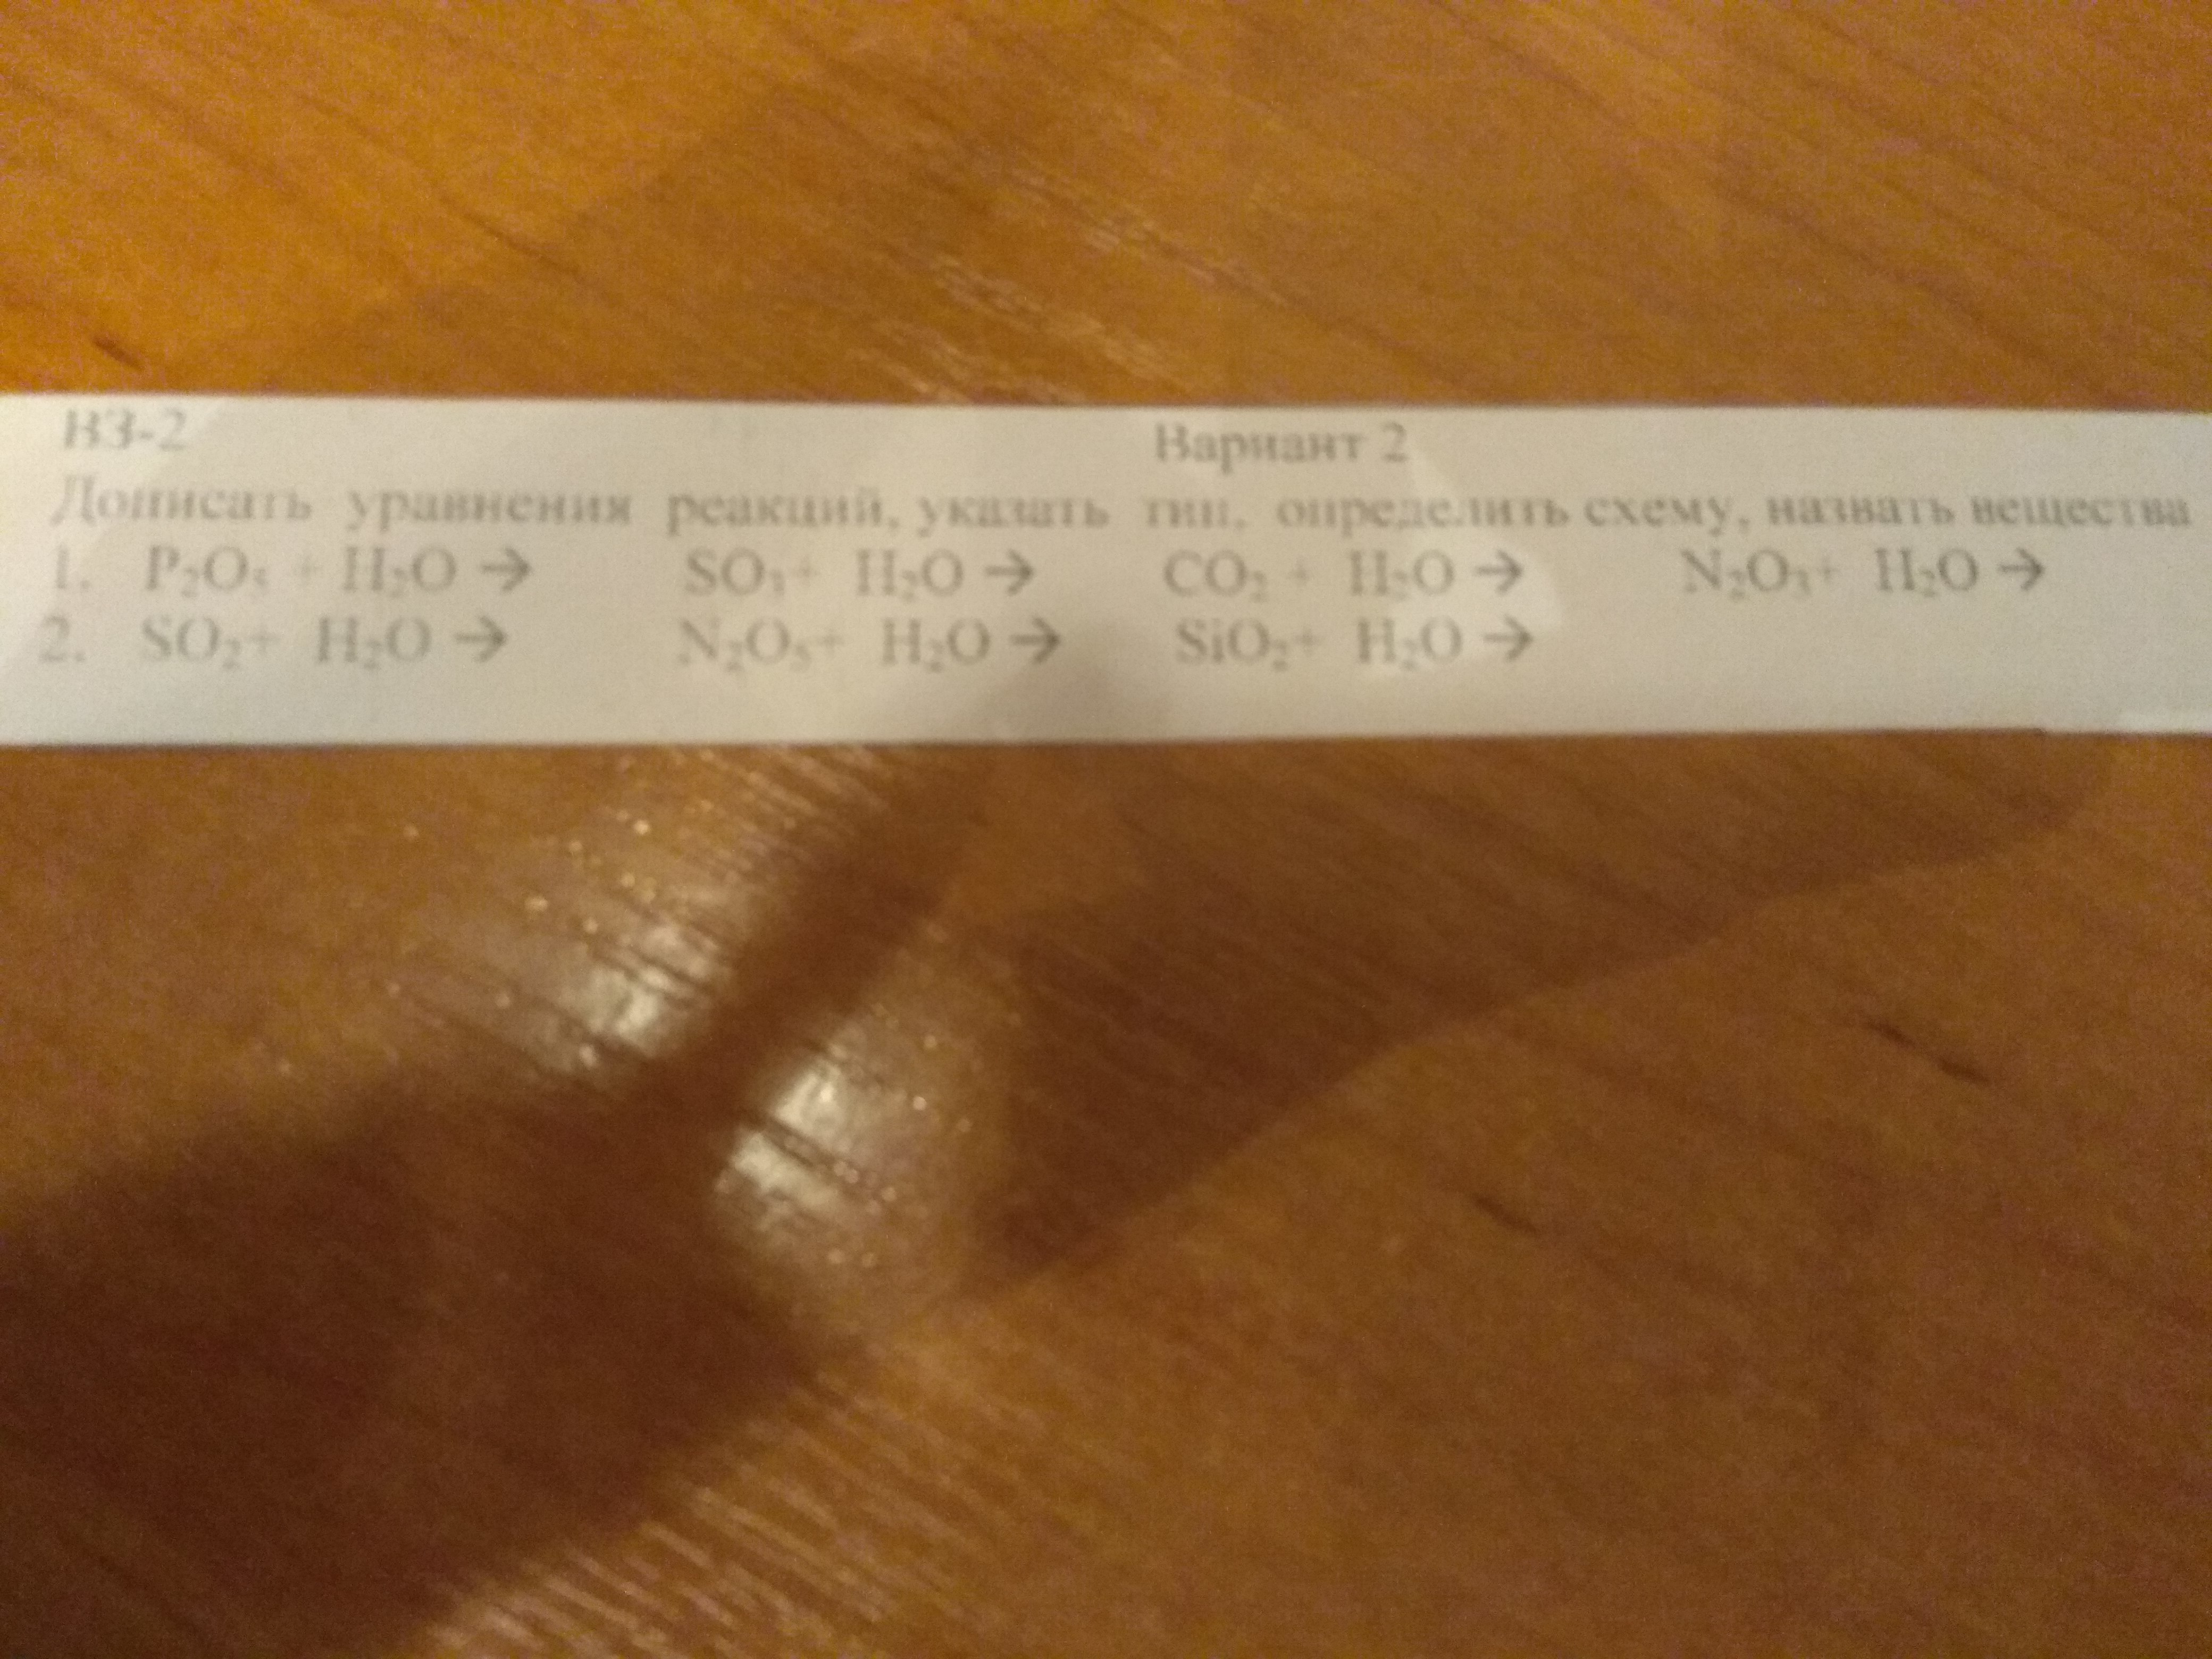 ВЗ-2 Вариант 2
Дописать уравнения реакций, указать тип, определить схему, назвать вещества
1. P₂O₅ + H₂O → SO₃+ H₂O → CO₂ + H₂O → N₂O₃+ H₂O →
2. SO₂+ H₂O → N₂O₅+ H₂O → SiO₂+ H₂O →